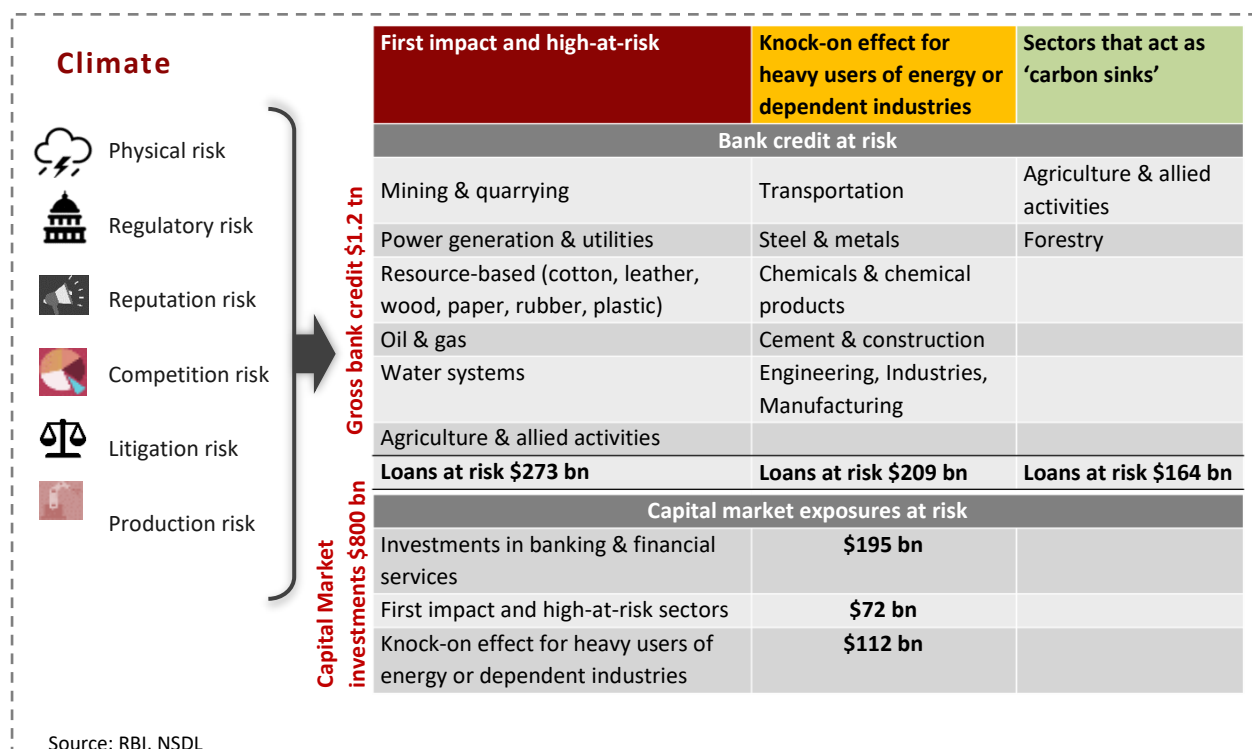 Climate
Physical risk
Regulatory risk
Reputation risk
Competition risk
Litigation risk
Production risk
Gross bank credit $1.2 tn
Capital Market
investments $800 bn
First impact and high-at-risk
Knock-on effect for
heavy users of energy or
dependent industries
Sectors that act as
‘carbon sinks’
Bank credit at risk
Mining & quarrying
Transportation
Agriculture & allied
activities
Power generation & utilities
Steel & metals
Forestry
Resource-based (cotton, leather,
wood, paper, rubber, plastic)
Chemicals & chemical
products
Oil & gas
Cement & construction
Water systems
Engineering, Industries,
Manufacturing
Agriculture & allied activities
Loans at risk $273 bn
Loans at risk $209 bn
Loans at risk $164 bn
Capital market exposures at risk
Investments in banking & financial
services
$195 bn
First impact and high-at-risk sectors
$72 bn
Knock-on effect for heavy users of
energy or dependent industries
$112 bn
Source: RBI, NSDL